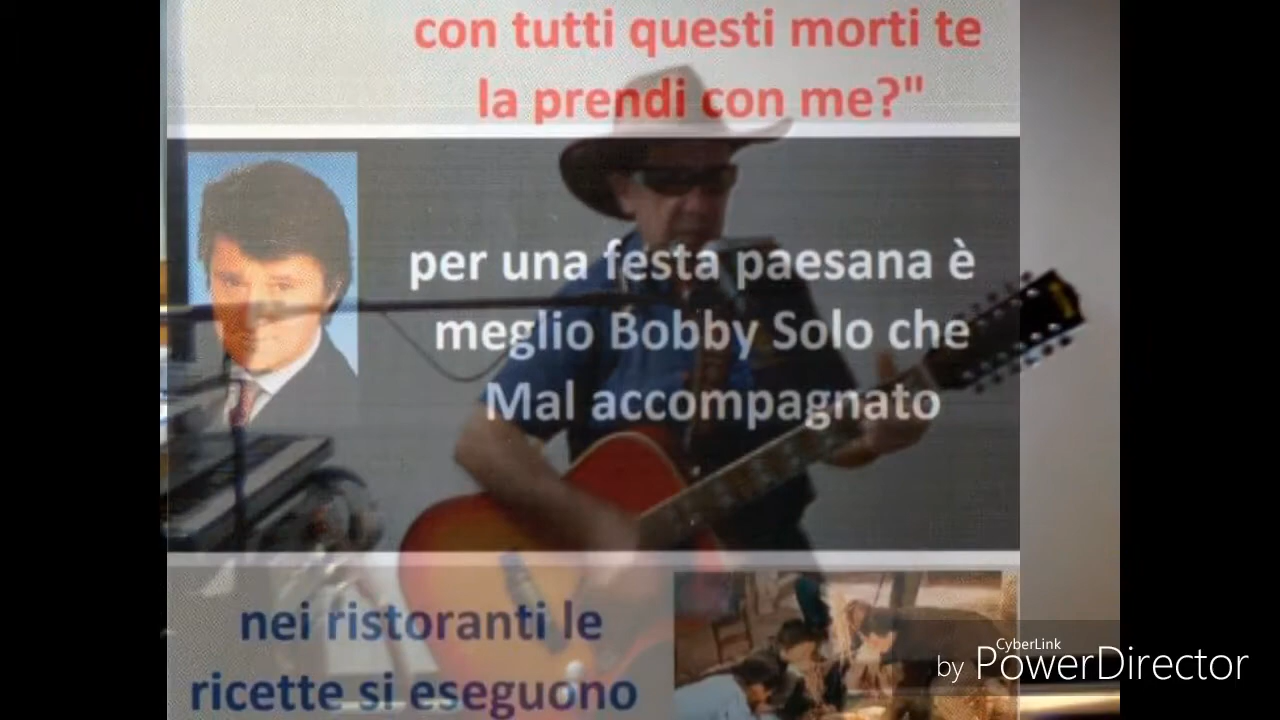 con tutti questi morti te
la prendi con me?"
per una festa paesana è
meglio Bobby Solo che
Mal accompagnato
nei ristoranti le
ricette si eseguono
CyberLink
by PowerDirector